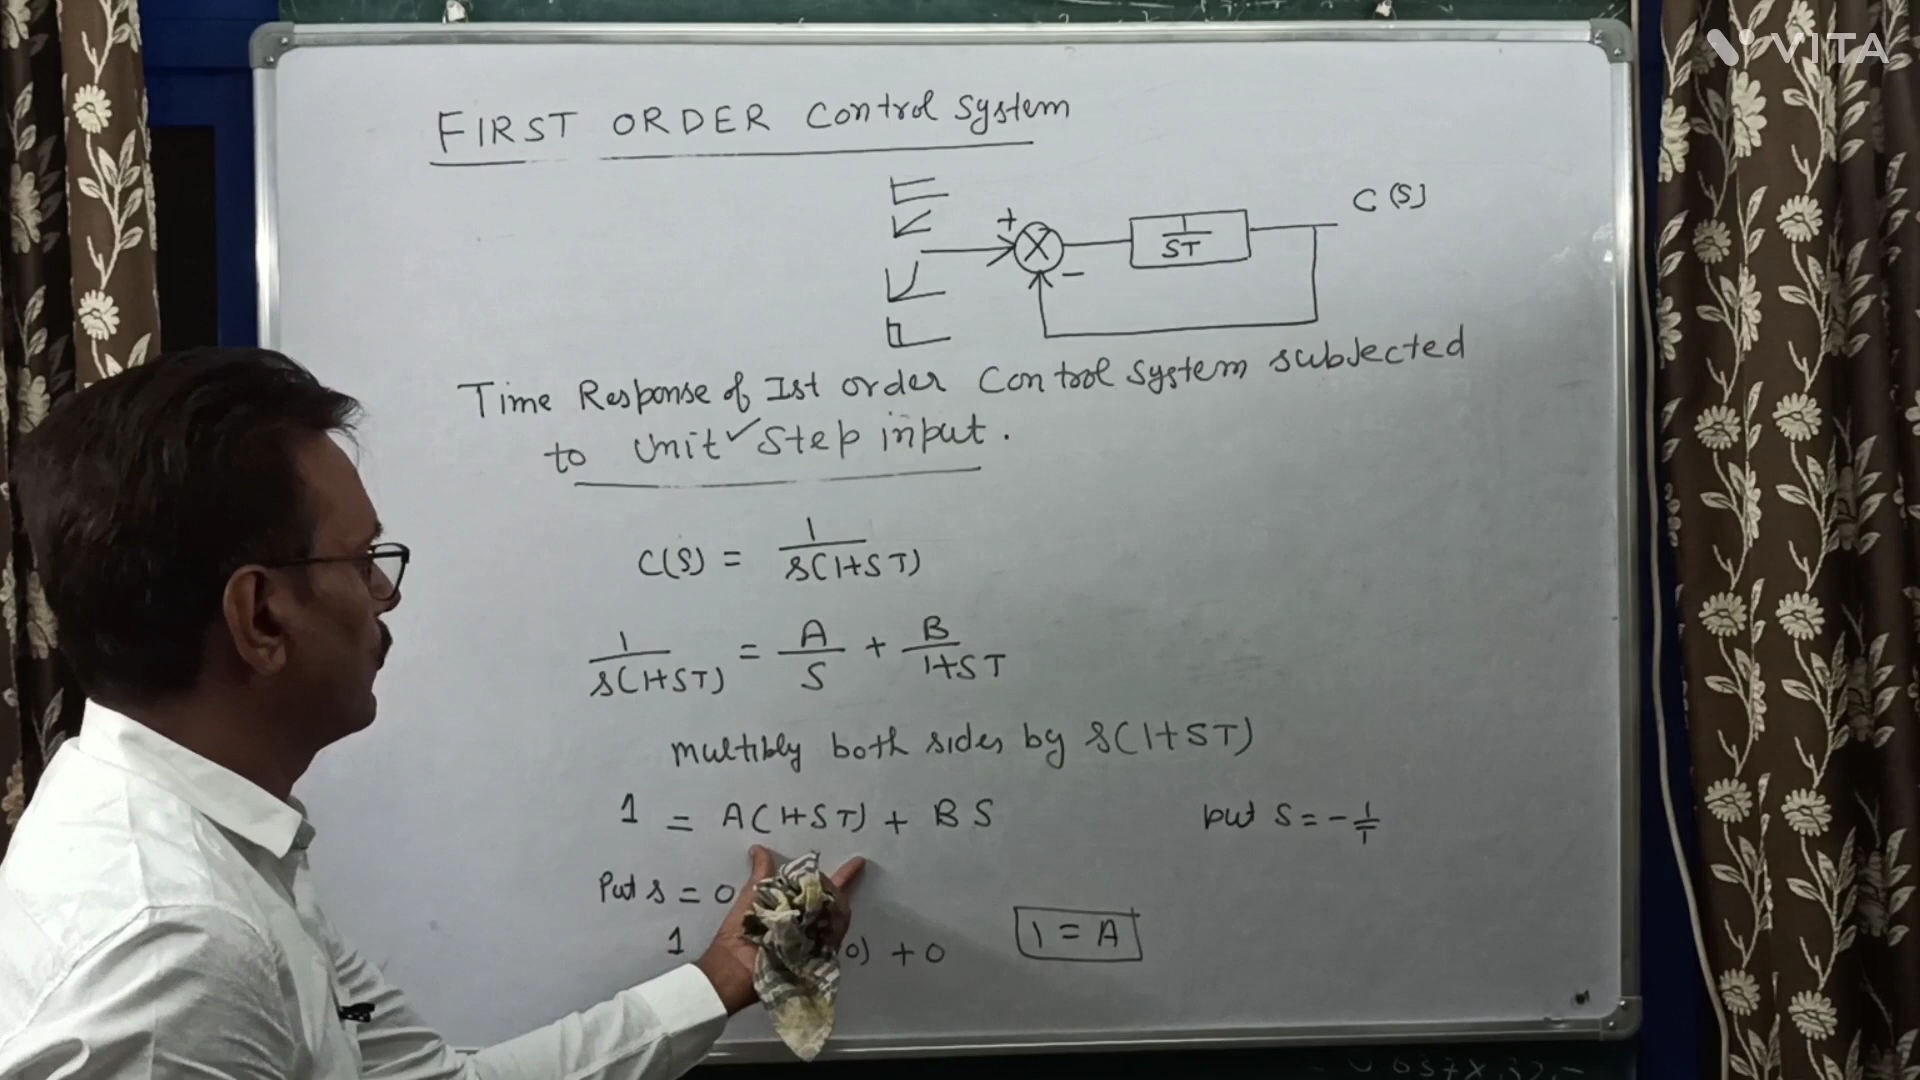 VITA
FIRST ORDER Control System
+
1/ST
C(S)
−
Time Response of Ist order Control System subjected
to Unit ✓ Step input.
C(S) = 1/S(1+ST)
1/S(1+ST) = A/S + B/1+ST
multibly both sides by S(1+ST)
1 = A(1+ST) + BS
put S = -1/T
Put s = 0
1 0) + 0
1 = A